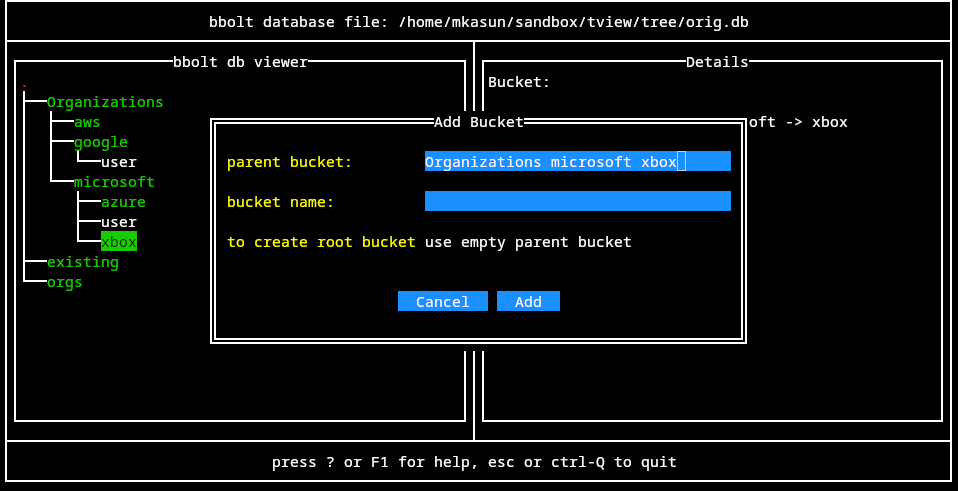 bbolt database file: /home/mkasun/sandbox/tview/tree/orig.db
bbolt db viewer
.
Organizations
aws
google
user
microsoft
azure
user
xbox
existing
orgs
Details
Bucket:
oft -> xbox
Add Bucket
parent bucket: Organizations microsoft xbox
bucket name:
to create root bucket use empty parent bucket
Cancel Add
press ? or F1 for help, esc or ctrl-Q to quit